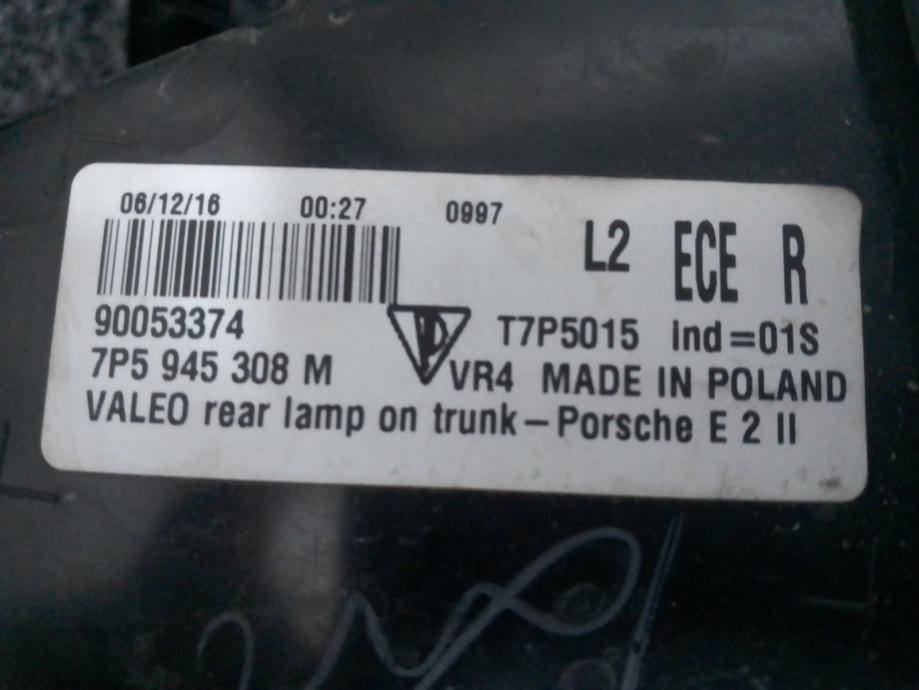 06/12/16 00:27 0997
L2 ECE R
90053374 T7P5015 ind=01S
7P5 945 308 M VR4 MADE IN POLAND
VALEO rear lamp on trunk-Porsche E 2 II